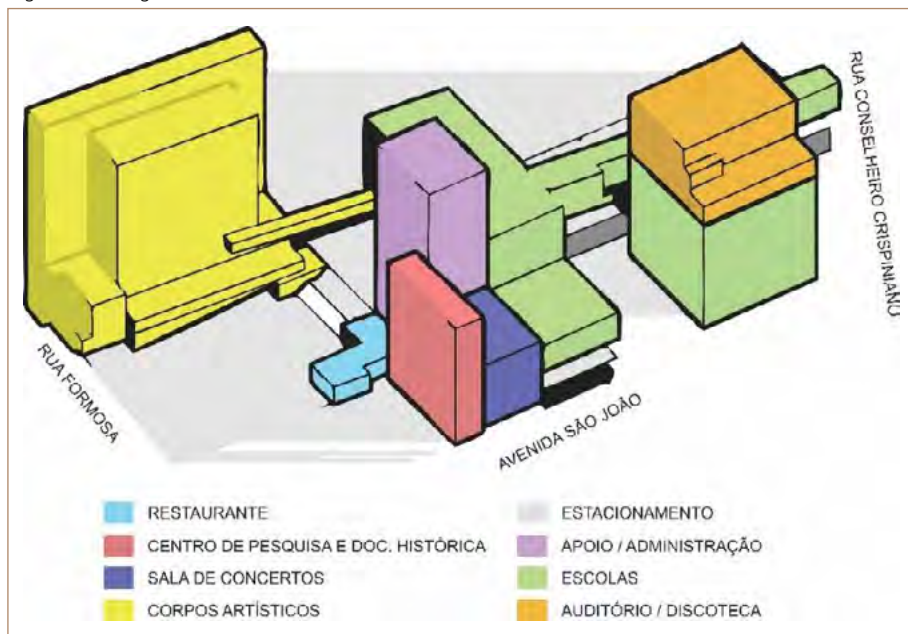 RUA CONSELHEIRO CRISPINIANO
RUA FORMOSA
AVENIDA SÃO JOÃO
RESTAURANTE
CENTRO DE PESQUISA E DOC. HISTÓRICA
SALA DE CONCERTOS
CORPOS ARTÍSTICOS
ESTACIONAMENTO
APOIO / ADMINISTRAÇÃO
ESCOLAS
AUDITÓRIO / DISCOTECA